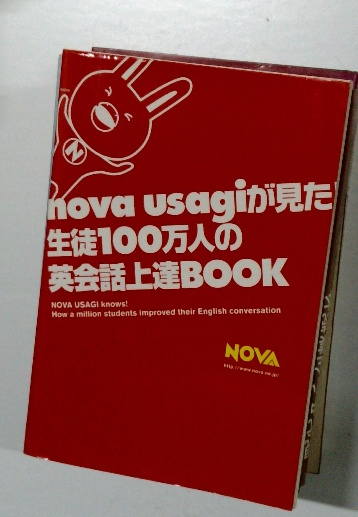 N
nova usagiが見た
生徒100万人の
英会話上達BOOK
NOVA USAGI knows!
How a million students improved their English conversation
NOVA
http://www.nova.ne.jp/